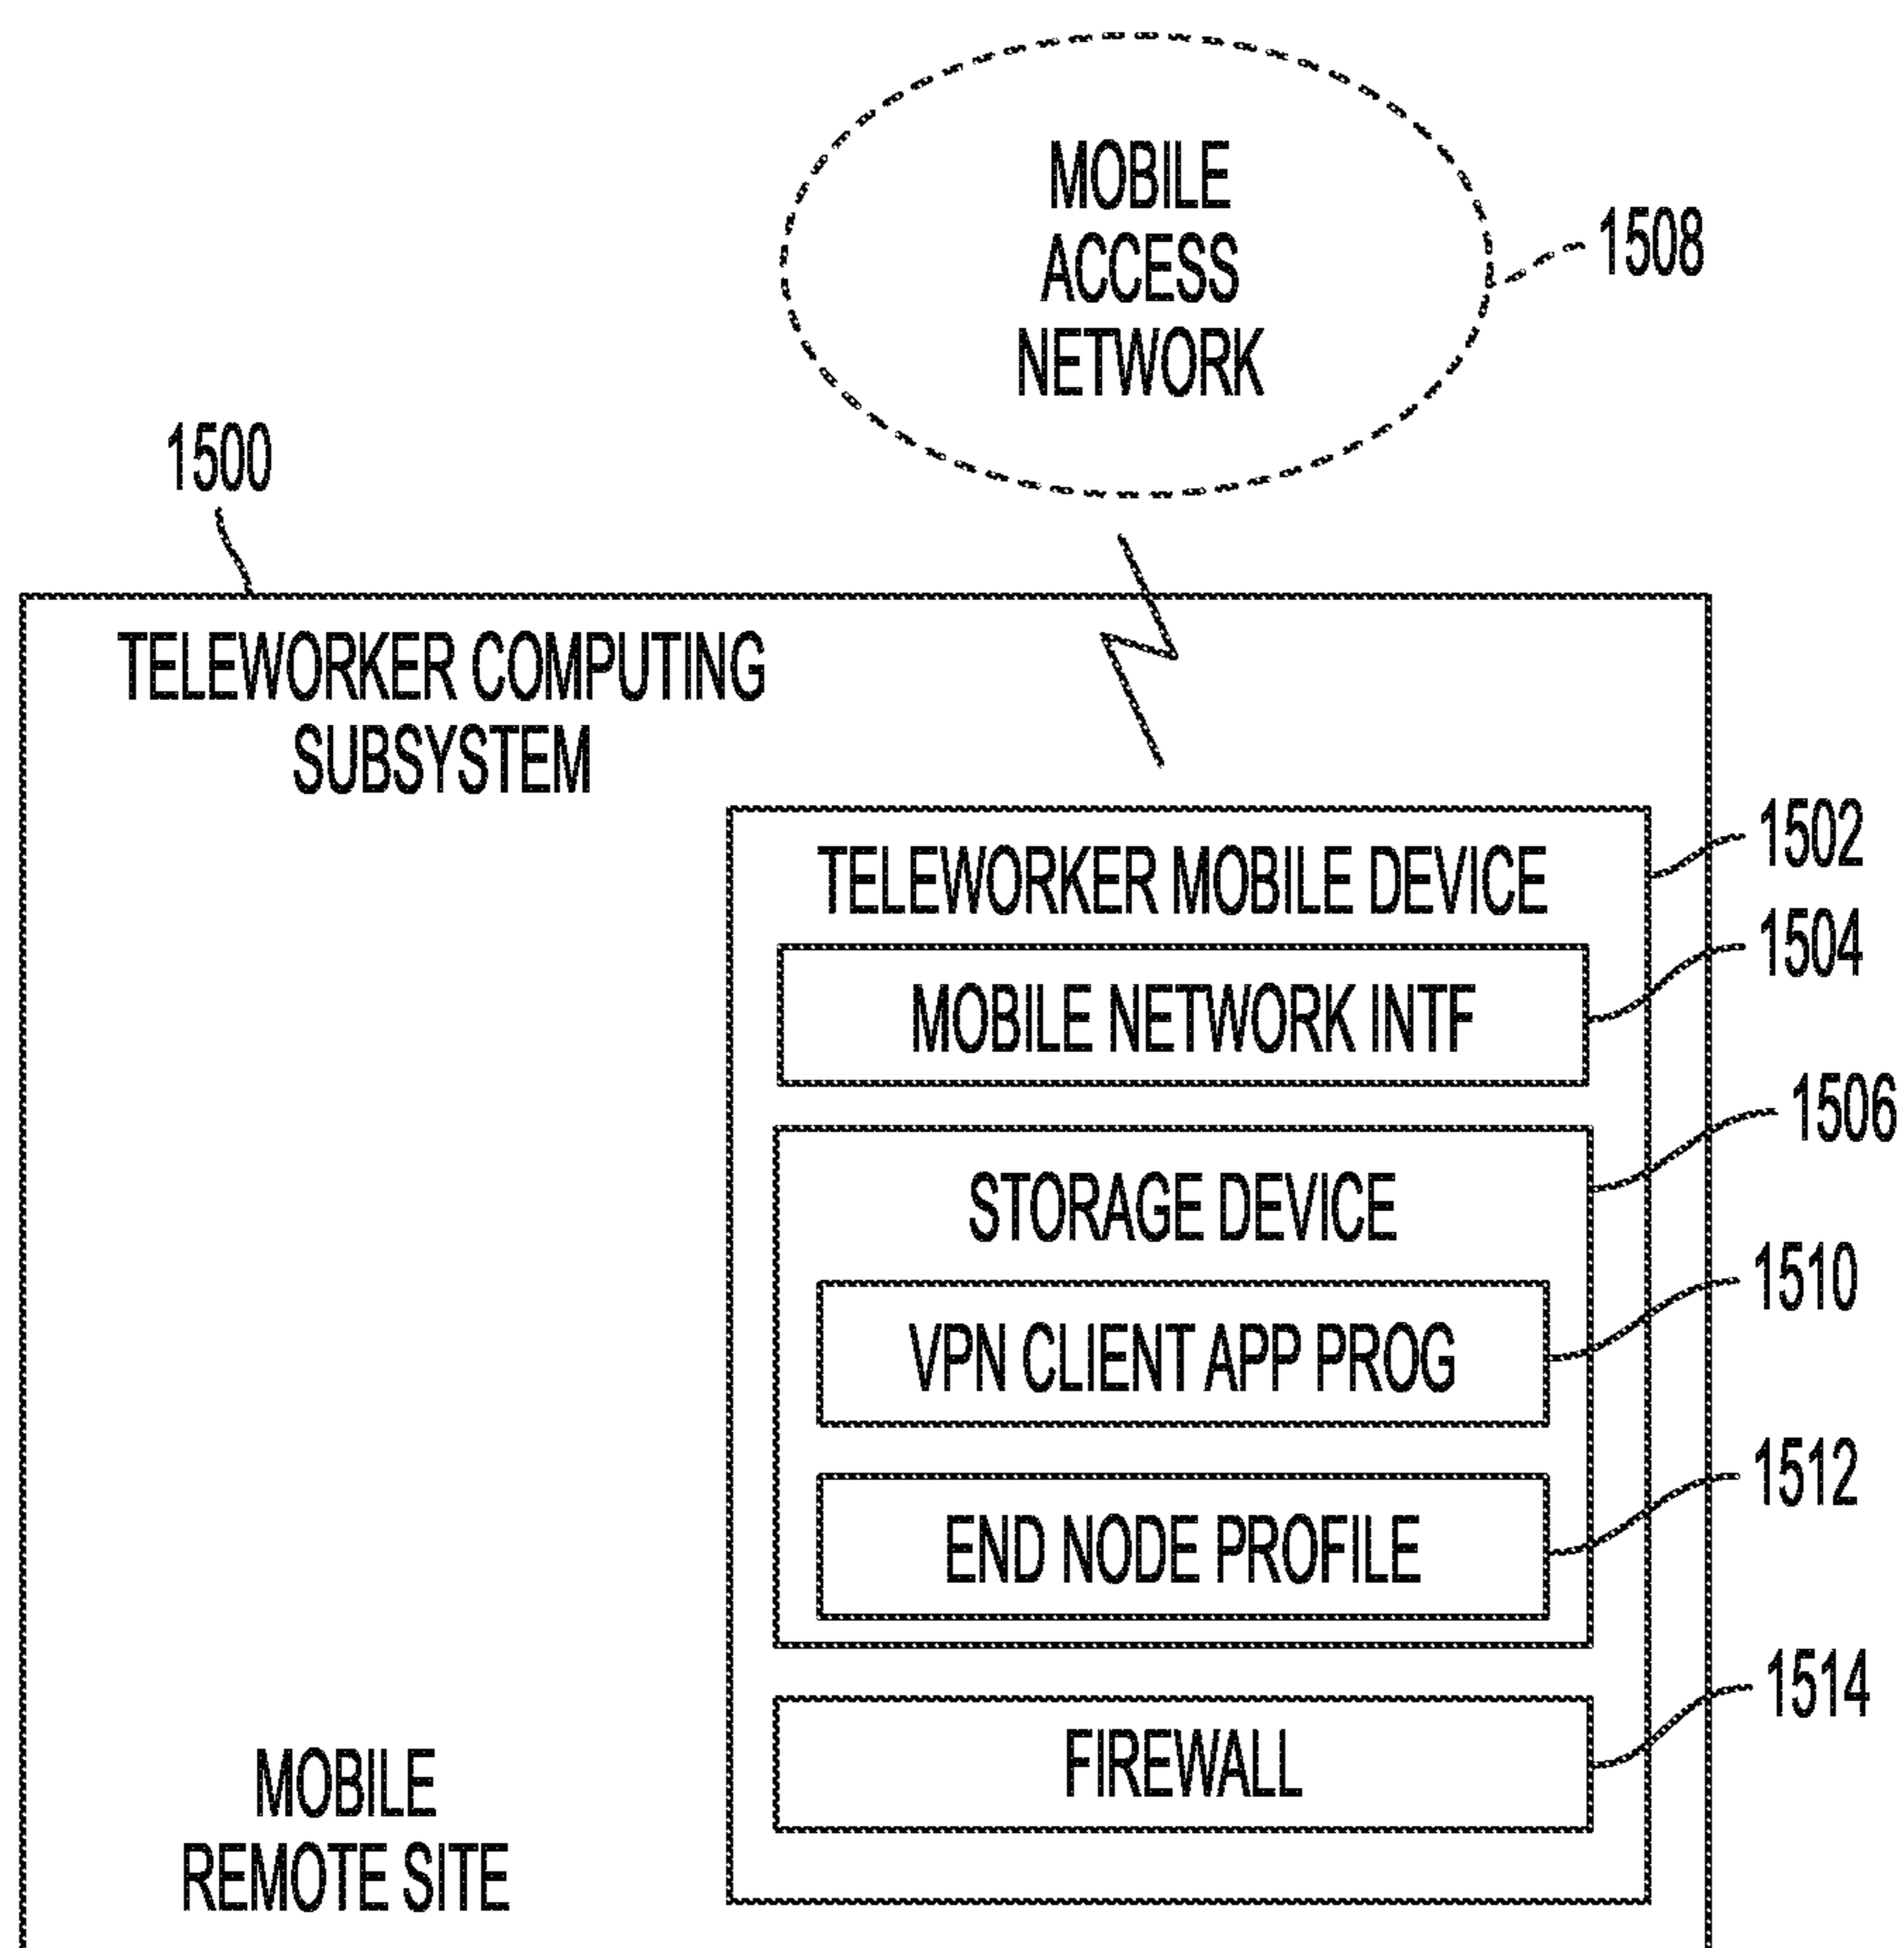 MOBILE
ACCESS
NETWORK
1508
1500
TELEWORKER COMPUTING
SUBSYSTEM
1502
TELEWORKER MOBILE DEVICE
1504
MOBILE NETWORK INTF
1506
STORAGE DEVICE
1510
VPN CLIENT APP PROG
1512
END NODE PROFILE
1514
FIREWALL
MOBILE
REMOTE SITE